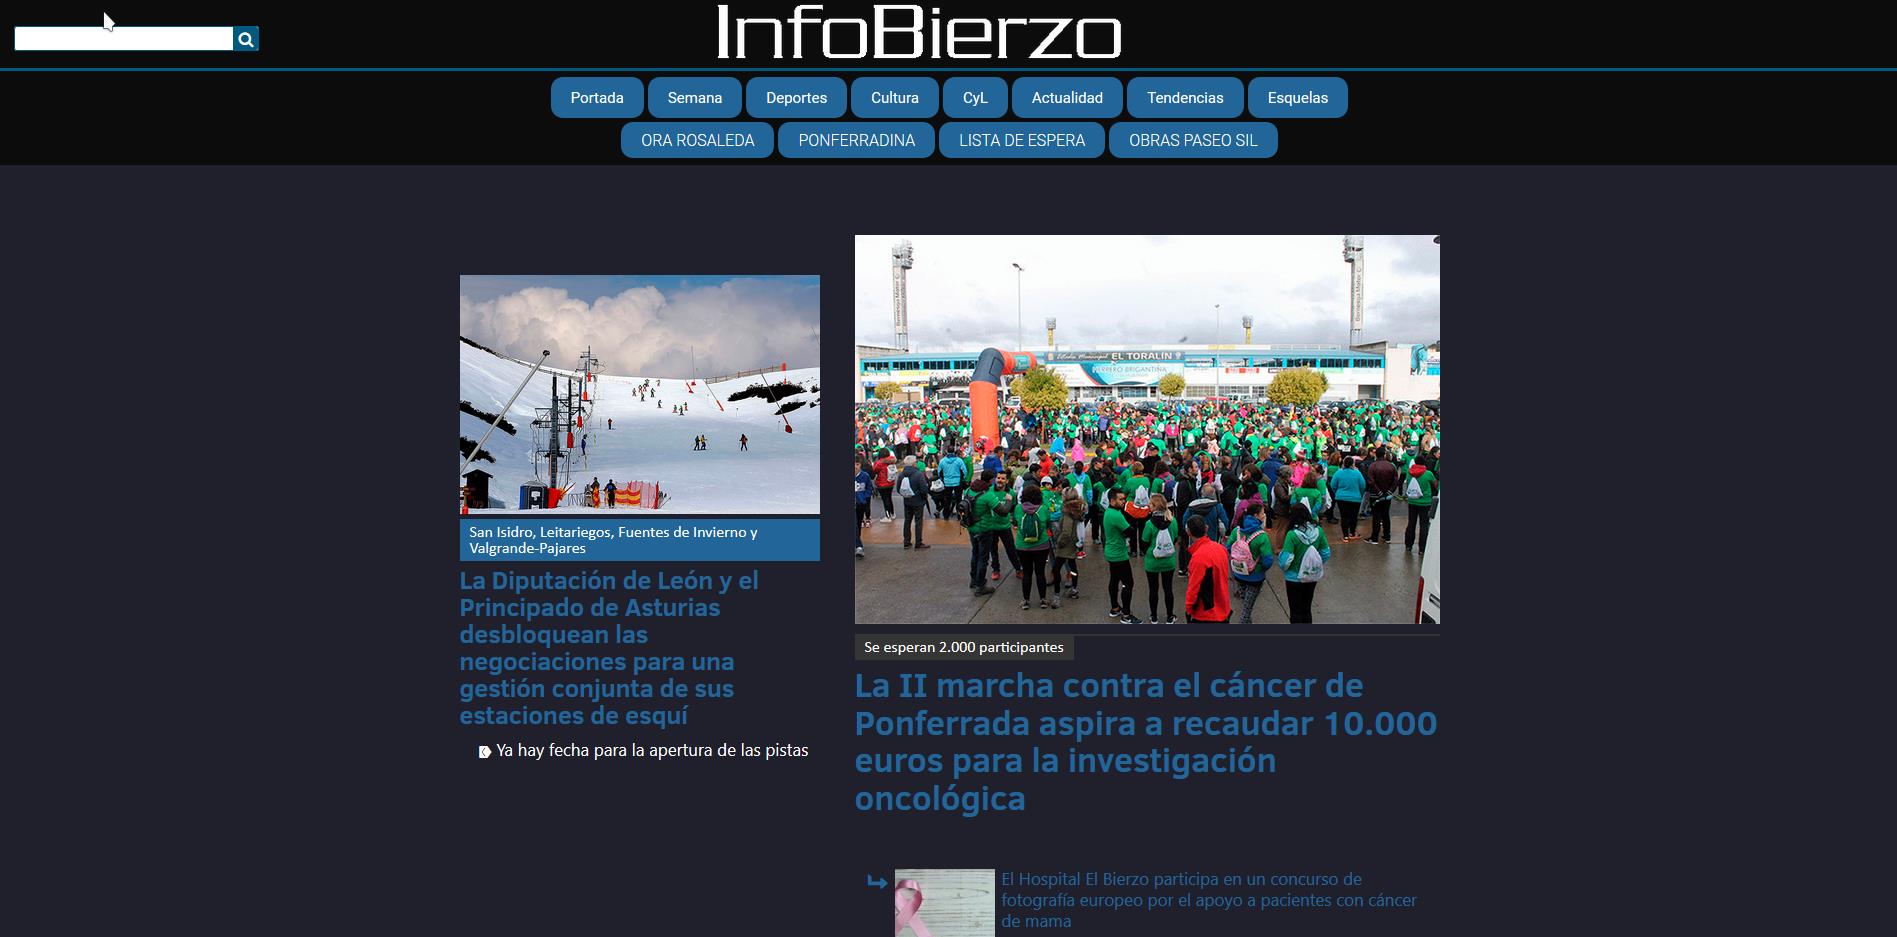 InfoBierzo
Portada
Semana
Deportes
Cultura
CyL
Actualidad
Tendencias
Esquelas
ORA ROSALEDA
PONFERRADINA
LISTA DE ESPERA
OBRAS PASEO SIL
San Isidro, Leitariegos, Fuentes de Invierno y
Valgrande-Pajares
La Diputación de León y el
Principado de Asturias
desbloquean las
negociaciones para una
gestión conjunta de sus
estaciones de esquí
Ya hay fecha para la apertura de las pistas
Estadio Municipal EL TORALÍN
HERRERO BRIGANTINA
Se esperan 2.000 participantes
La II marcha contra el cáncer de
Ponferrada aspira a recaudar 10.000
euros para la investigación
oncológica
El Hospital El Bierzo participa en un concurso de
fotografía europeo por el apoyo a pacientes con cáncer
de mama